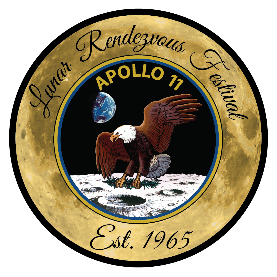 Lunar Rendezvous Festival
APOLLO 11
Est. 1965